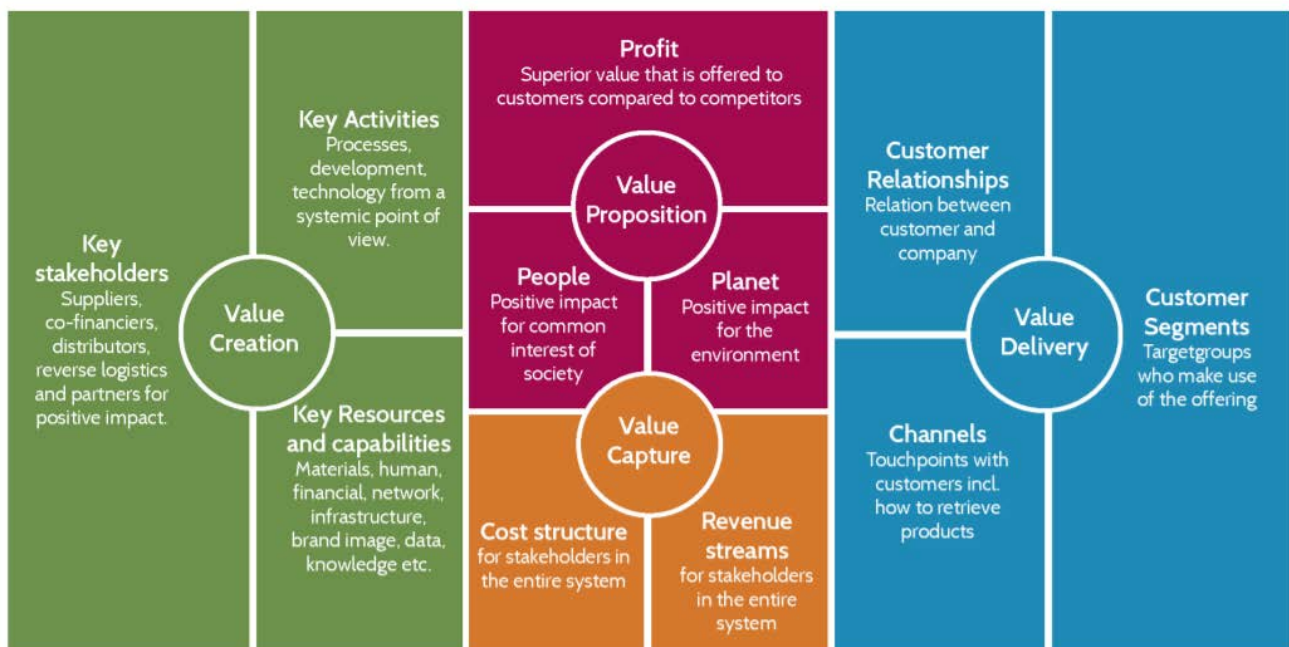 Key
stakeholders
Suppliers,
co-financiers,
distributors,
reverse logistics
and partners for
positive impact.
Value
Creation
Key Activities
Processes,
development,
technology from a
systemic point of
view.
Key Resources
and capabilities
Materials, human,
financial, network,
infrastructure,
brand image, data,
knowledge etc.
Profit
Superior value that is offered to
customers compared to competitors
Value
Proposition
People
Positive impact
for common
interest of
society
Planet
Positive impact
for the
environment
Value
Capture
Cost structure
for stakeholders in
the entire system
Revenue
streams
for stakeholders
in the entire
system
Customer
Relationships
Relation between
customer and
company
Value
Delivery
Channels
Touchpoints with
customers incl.
how to retrieve
products
Customer
Segments
Targetgroups
who make use
of the offering